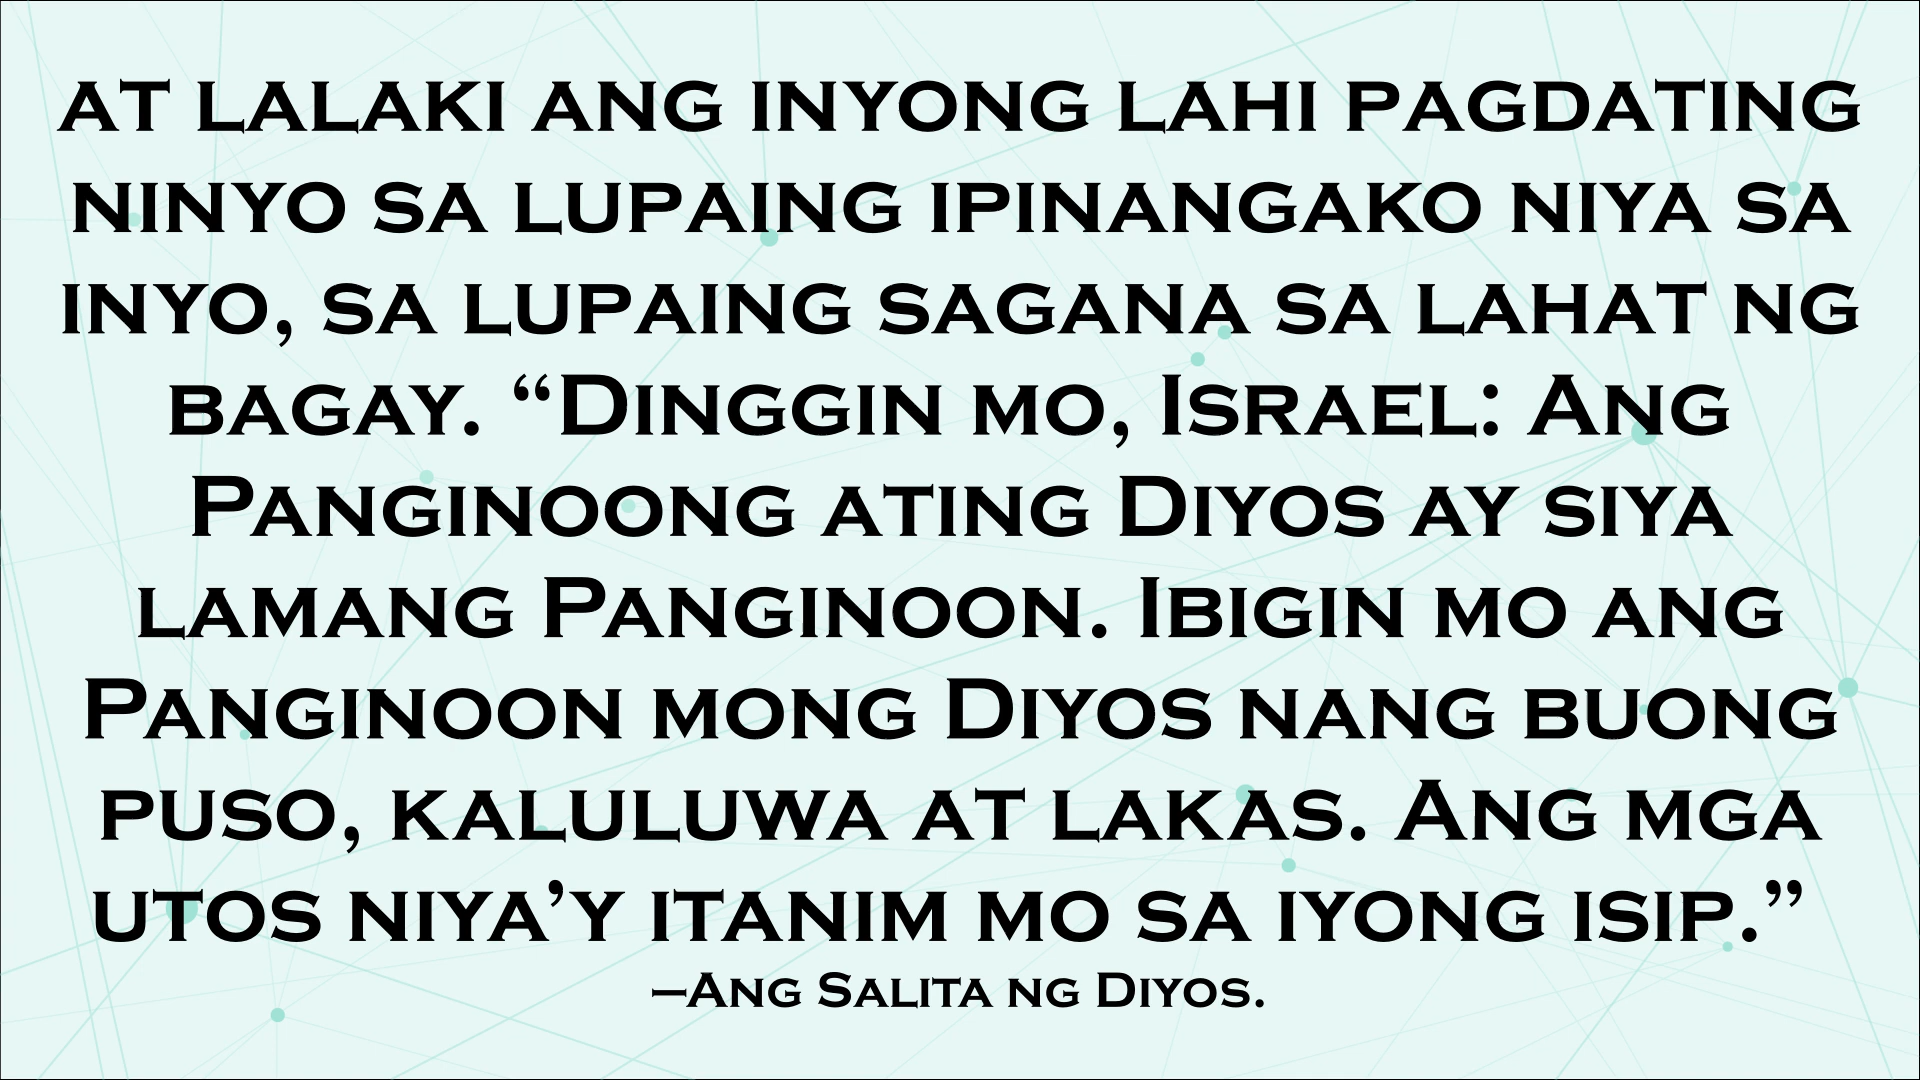 at lalaki ang inyong lahi pagdating
ninyo sa lupaing ipinangako niya sa
inyo, sa lupaing sagana sa lahat ng
bagay. “Dinggin mo, Israel: Ang
Panginoong ating Diyos ay siya
lamang Panginoon. Ibigin mo ang
Panginoon mong Diyos nang buong
puso, kaluluwa at lakas. Ang mga
utos niya’y itanim mo sa iyong isip.”
—Ang Salita ng Diyos.